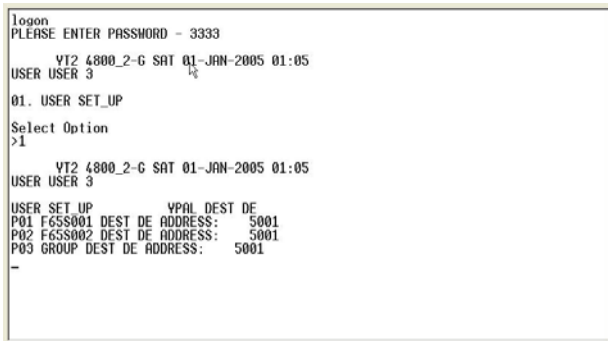 logon
PLEASE ENTER PASSWORD - 3333
YT2 4800_2-G SAT 01-JAN-2005 01:05
USER USER 3
01. USER SET_UP
Select Option
>1
YT2 4800_2-G SAT 01-JAN-2005 01:05
USER USER 3
USER SET_UP YPAL DEST DE
P01 F65S001 DEST DE ADDRESS: 5001
P02 F65S002 DEST DE ADDRESS: 5001
P03 GROUP DEST DE ADDRESS: 5001
_